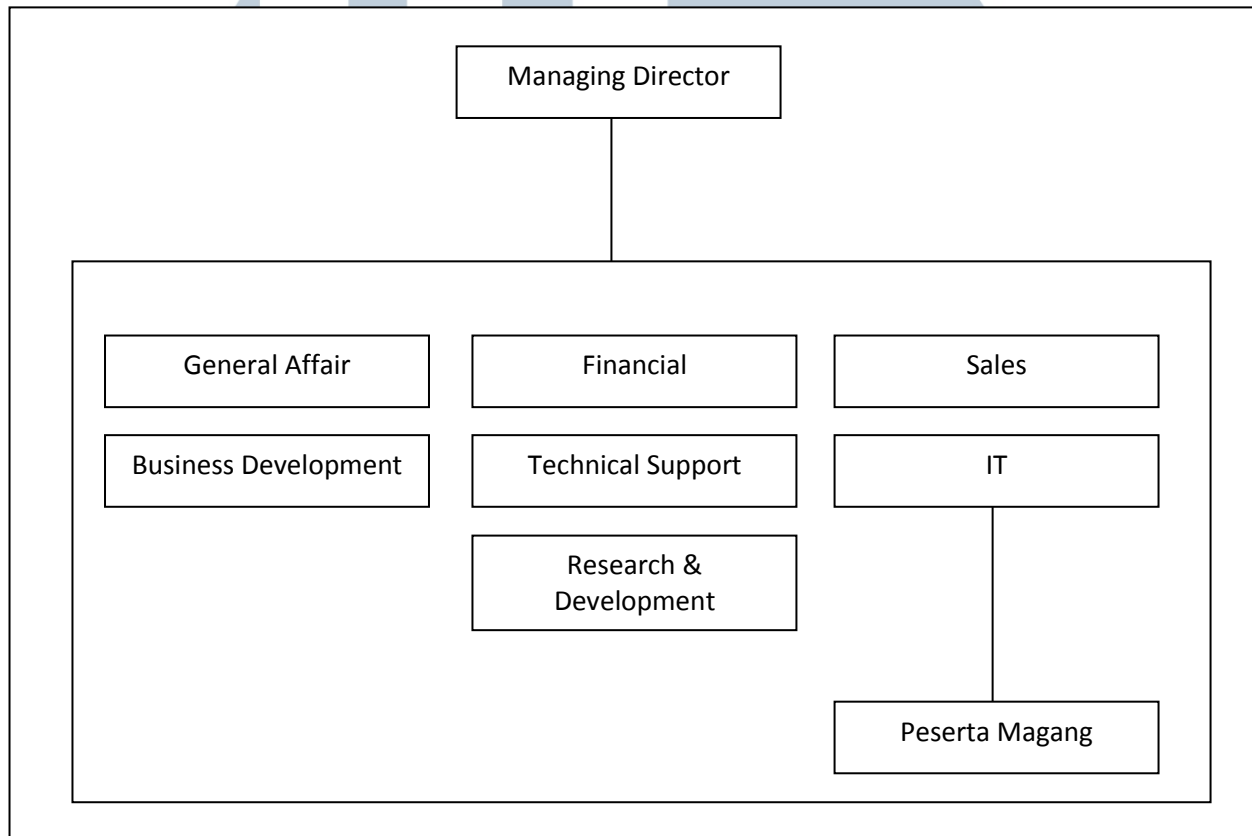 Managing Director
General Affair
Financial
Sales
Business Development
Technical Support
IT
Research &
Development
Peserta Magang